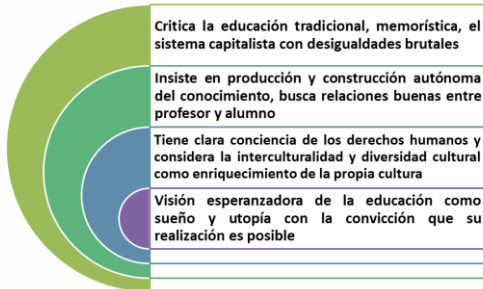 Critica la educación tradicional, memorística, el
sistema capitalista con desigualdades brutales
Insiste en producción y construcción autónoma
del conocimiento, busca relaciones buenas entre
profesor y alumno
Tiene clara conciencia de los derechos humanos y
considera la interculturalidad y diversidad cultural
como enriquecimiento de la propia cultura
Visión esperanzadora de la educación como
sueño y utopía con la convicción que su
realización es posible